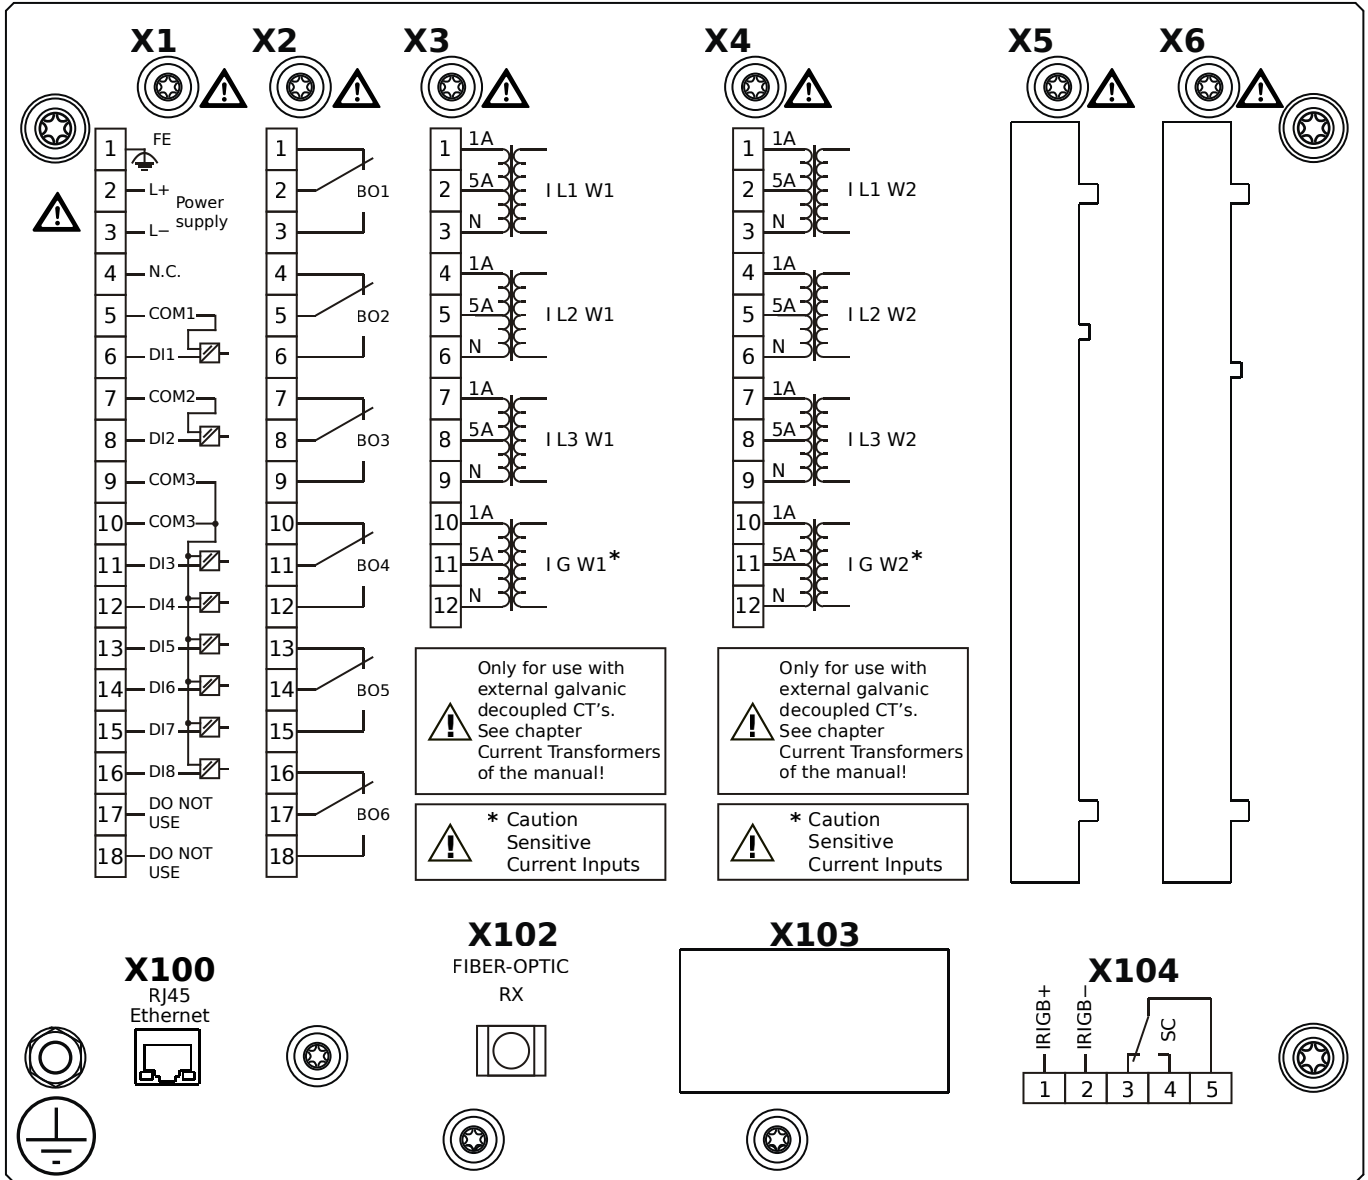 X1
X2
X3
X4
X5
X6
1
FE
2
L+
Power
supply
3
L−
4
N.C.
5
COM1
6
DI1
7
COM2
8
DI2
9
COM3
10
COM3
11
DI3
12
DI4
13
DI5
14
DI6
15
DI7
16
DI8
17
DO NOT
USE
18
DO NOT
USE
1
2
BO1
3
4
5
BO2
6
7
8
BO3
9
10
11
BO4
12
13
14
BO5
15
16
17
BO6
18
1
1A
2
5A
I L1 W1
3
N
4
1A
5
5A
I L2 W1
6
N
7
1A
8
5A
I L3 W1
9
N
10
1A
11
5A
I G W1*
12
N
Only for use with
external galvanic
decoupled CT's.
See chapter
Current Transformers
of the manual!
* Caution
Sensitive
Current Inputs
1
1A
2
5A
I L1 W2
3
N
4
1A
5
5A
I L2 W2
6
N
7
1A
8
5A
I L3 W2
9
N
10
1A
11
5A
I G W2*
12
N
Only for use with
external galvanic
decoupled CT's.
See chapter
Current Transformers
of the manual!
* Caution
Sensitive
Current Inputs
X100
RJ45
Ethernet
X102
FIBER-OPTIC
RX
X103
X104
IRIGB+
IRIGB−
SC
1 2 3 4 5